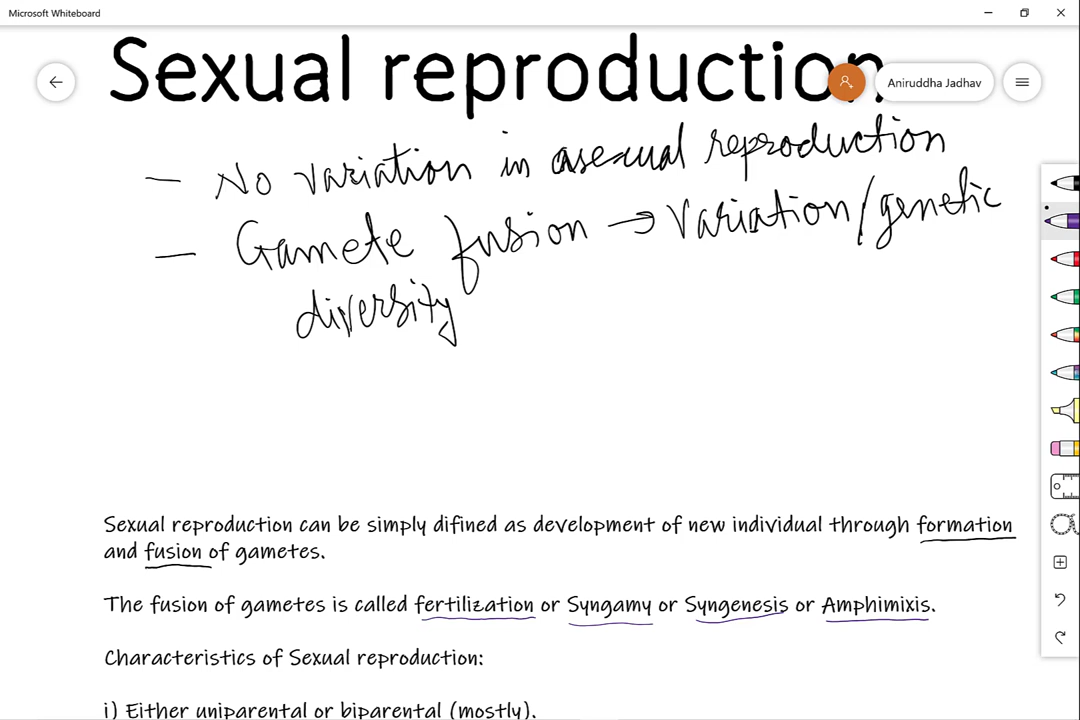 Microsoft Whiteboard
Sexual reproduction
Aniruddha Jadhav
— No variation in asexual reproduction
— Gamete fusion → variation/genetic
diversity
Sexual reproduction can be simply difined as development of new individual through formation
and fusion of gametes.
The fusion of gametes is called fertilization or Syngamy or Syngenesis or Amphimixis.
Characteristics of Sexual reproduction:
i) Either uniparental or biparental (mostly).